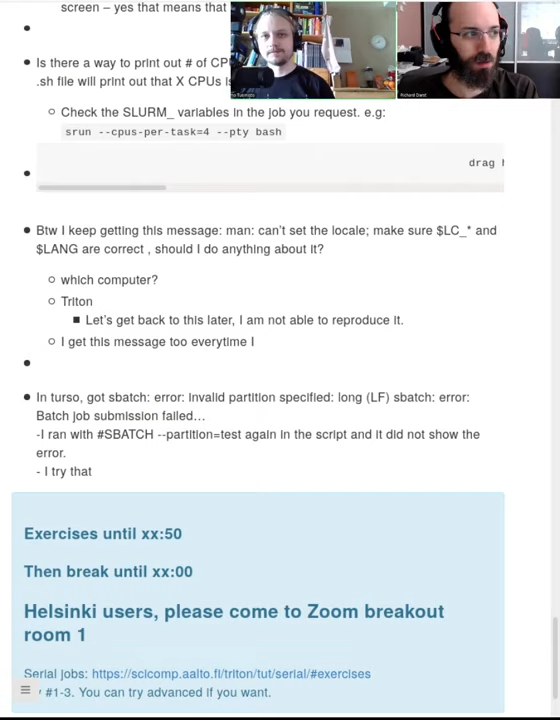 screen – yes that means that
Is there a way to print out # of CP
.sh file will print out that X CPUs is
Check the SLURM_ variables in the job you request. e.g:
srun --cpus-per-task=4 --pty bash
drag
Btw I keep getting this message: man: can't set the locale; make sure $LC_* and
$LANG are correct , should I do anything about it?
which computer?
Triton
Let's get back to this later, I am not able to reproduce it.
I get this message too everytime I
In turso, got sbatch: error: invalid partition specified: long (LF) sbatch: error:
Batch job submission failed…
-I ran with #SBATCH --partition=test again in the script and it did not show the
error.
- I try that
Exercises until xx:50
Then break until xx:00
Helsinki users, please come to Zoom breakout
room 1
Serial jobs: https://scicomp.aalto.fi/triton/tut/serial/#exercises
#1-3. You can try advanced if you want.
Richard Darst